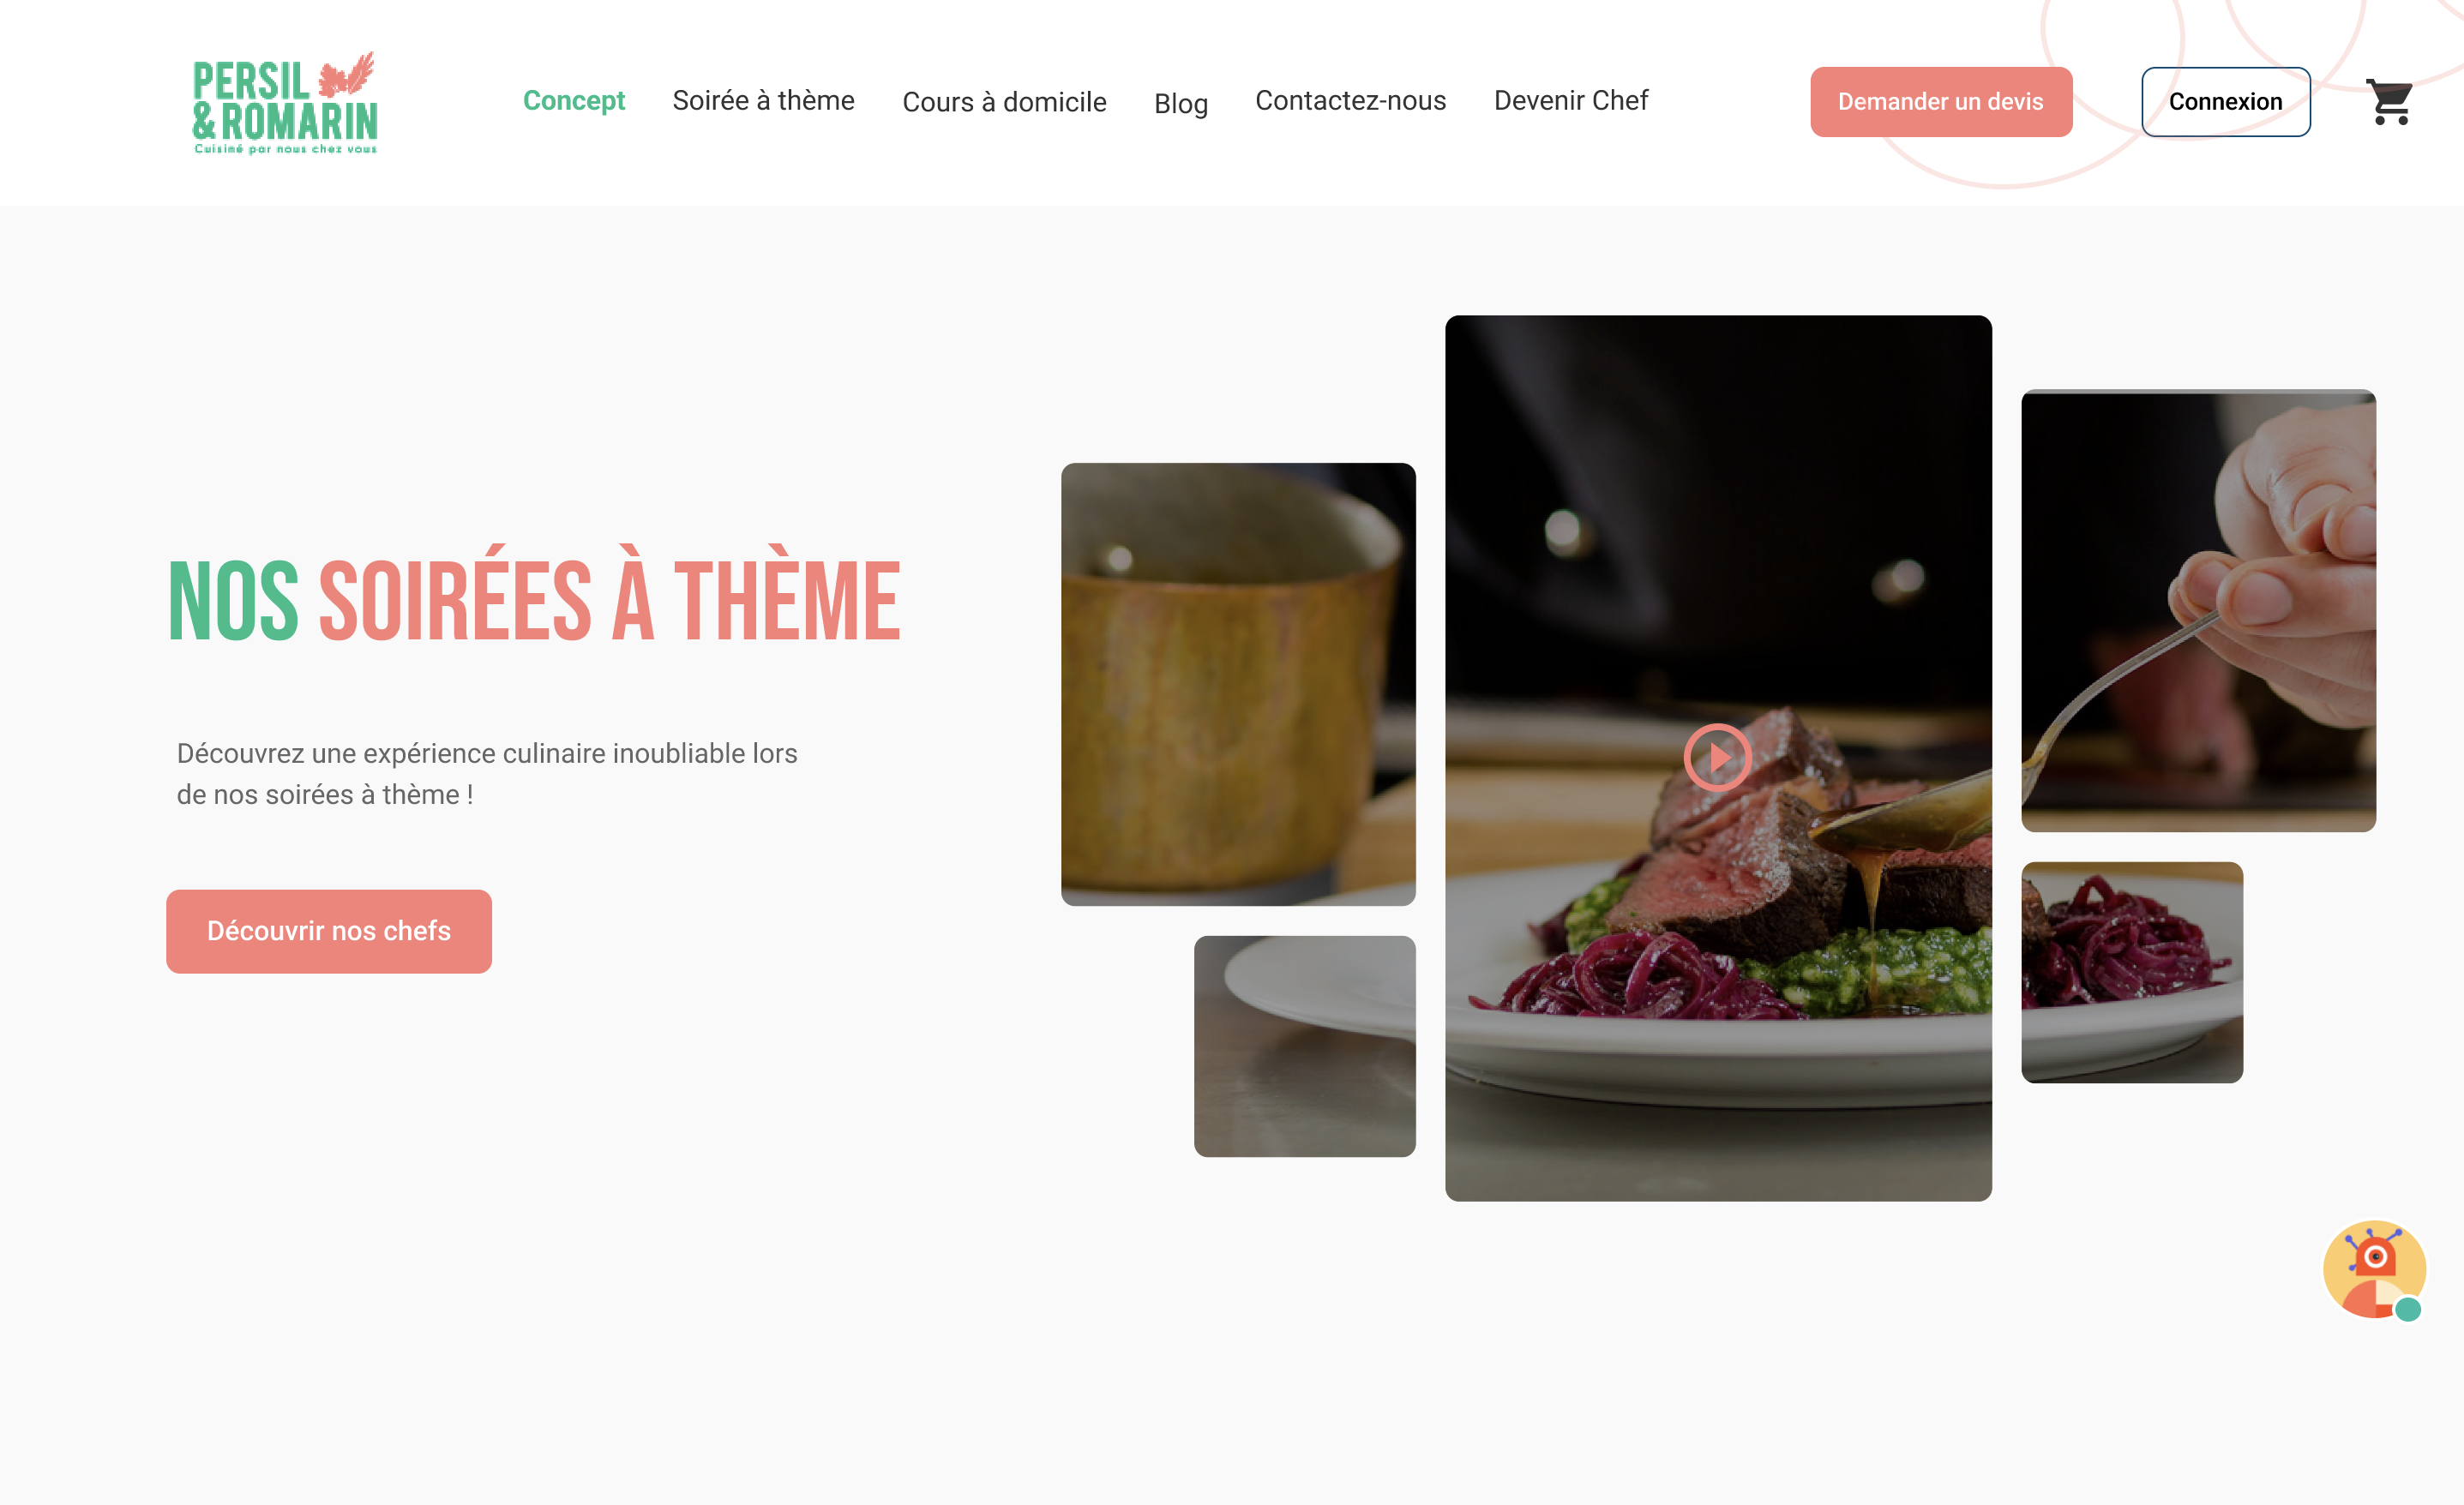 PERSIL
& ROMARIN
Cuisiné par nous chez vous
Concept
Soirée à thème
Cours à domicile
Blog
Contactez-nous
Devenir Chef
Demander un devis
Connexion
NOS SOIRÉES À THÈME
Découvrez une expérience culinaire inoubliable lors
de nos soirées à thème !
Découvrir nos chefs